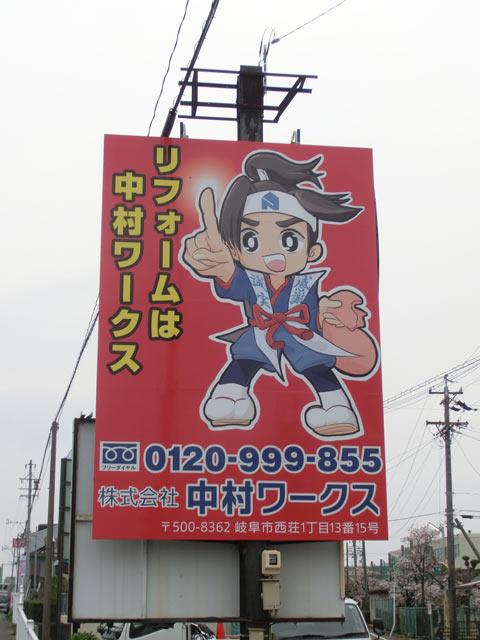 リフォームは
中村ワークス
フリーダイヤル
0120-999-855
株式会社 中村ワークス
〒500-8362 岐阜市西荘1丁目13番15号